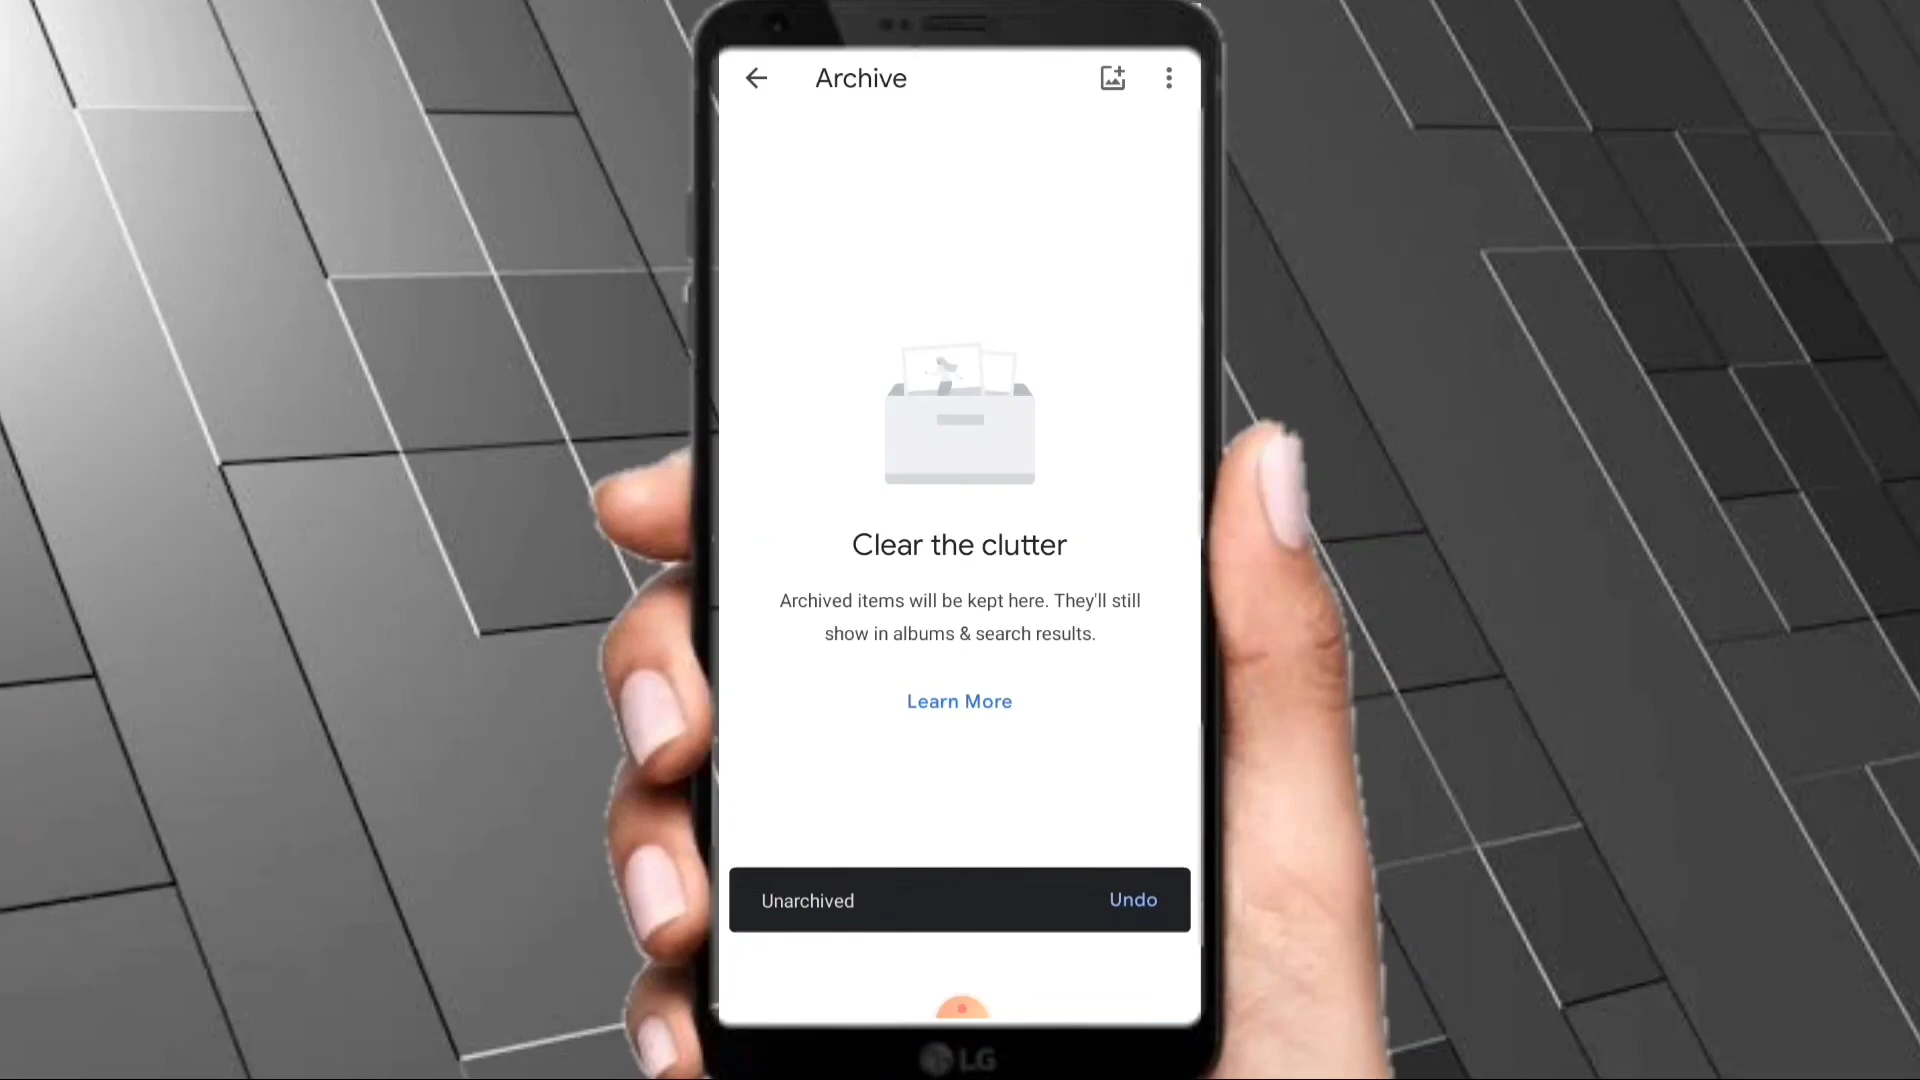 Archive
Clear the clutter
Archived items will be kept here. They'll still
show in albums & search results.
Learn More
Unarchived Undo
LG